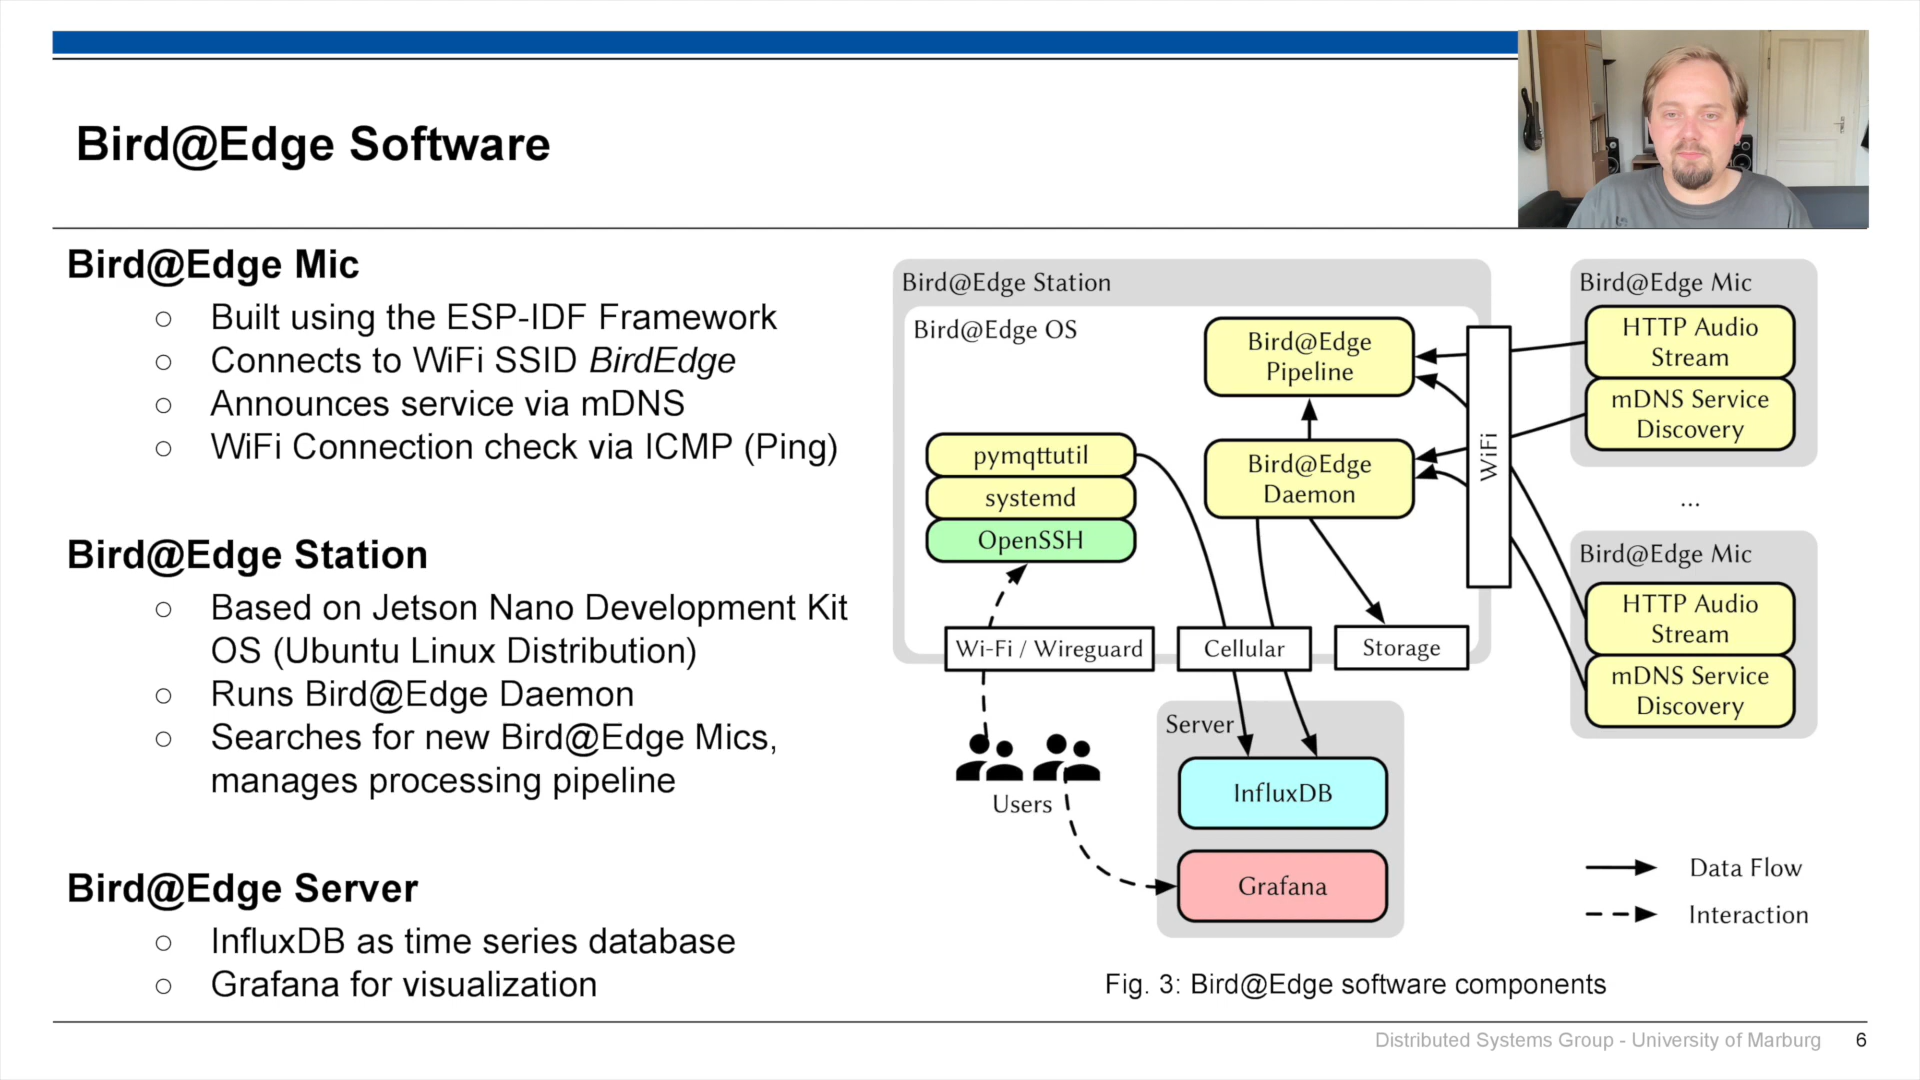 Bird@Edge Software
Bird@Edge Mic
○ Built using the ESP-IDF Framework
○ Connects to WiFi SSID BirdEdge
○ Announces service via mDNS
○ WiFi Connection check via ICMP (Ping)
Bird@Edge Station
○ Based on Jetson Nano Development Kit
OS (Ubuntu Linux Distribution)
○ Runs Bird@Edge Daemon
○ Searches for new Bird@Edge Mics,
manages processing pipeline
Bird@Edge Server
○ InfluxDB as time series database
○ Grafana for visualization
Bird@Edge Station
Bird@Edge OS
Bird@Edge
Pipeline
pymqttutil
systemd
OpenSSH
Bird@Edge
Daemon
WiFi
Wi-Fi / Wireguard
Cellular
Storage
Bird@Edge Mic
HTTP Audio
Stream
mDNS Service
Discovery
...
Bird@Edge Mic
HTTP Audio
Stream
mDNS Service
Discovery
Users
Server
InfluxDB
Grafana
Data Flow
Interaction
Fig. 3: Bird@Edge software components
Distributed Systems Group - University of Marburg 6